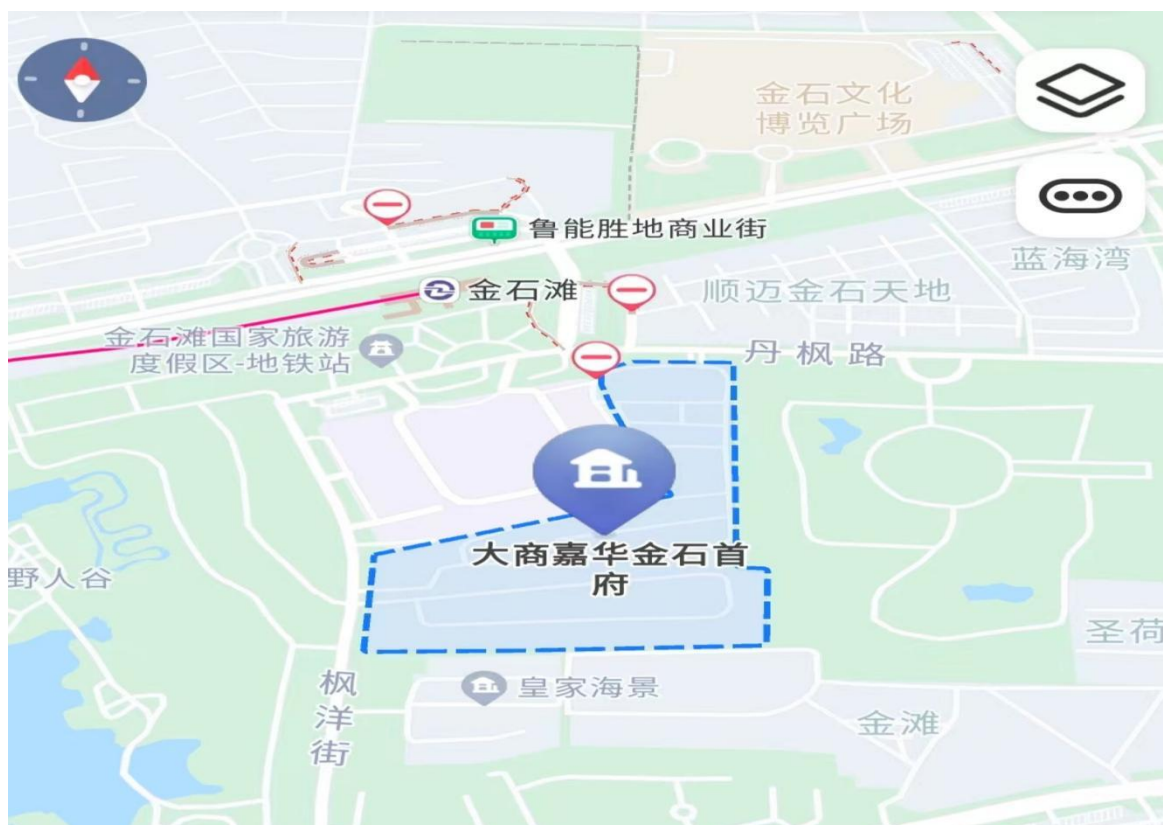 金石文化
博览广场
鲁能胜地商业街
蓝海湾
金石滩
顺迈金石天地
金石滩国家旅游
度假区-地铁站
丹枫路
大商嘉华金石首
府
野人谷
圣荷
皇家海景
枫
洋
街
金滩